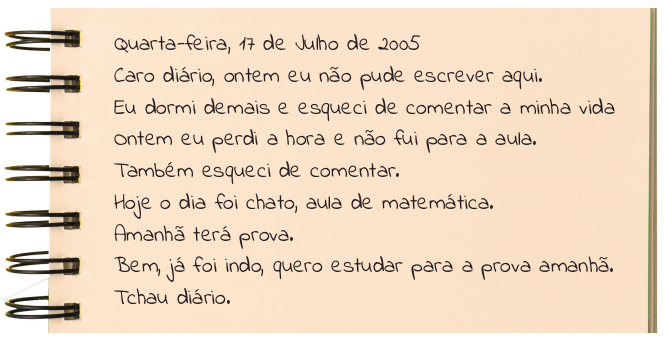 Quarta-feira, 17 de Julho de 2005
Caro diário, ontem eu não pude escrever aqui.
Eu dormi demais e esqueci de comentar a minha vida
ontem eu perdi a hora e não fui para a aula.
Também esqueci de comentar.
Hoje o dia foi chato, aula de matemática.
Amanhã terá prova.
Bem, já foi indo, quero estudar para a prova amanhã.
Tchau diário.